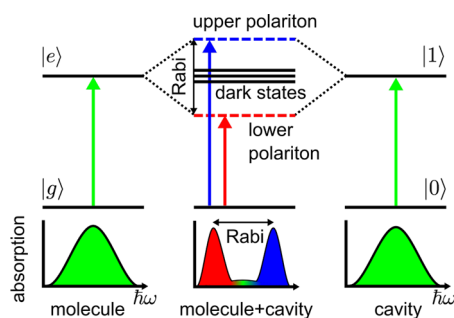 upper polariton
|e⟩
|1⟩
Rabi
dark states
lower
polariton
|g⟩
|0⟩
absorption
Rabi
ħω
ħω
molecule
molecule+cavity
cavity